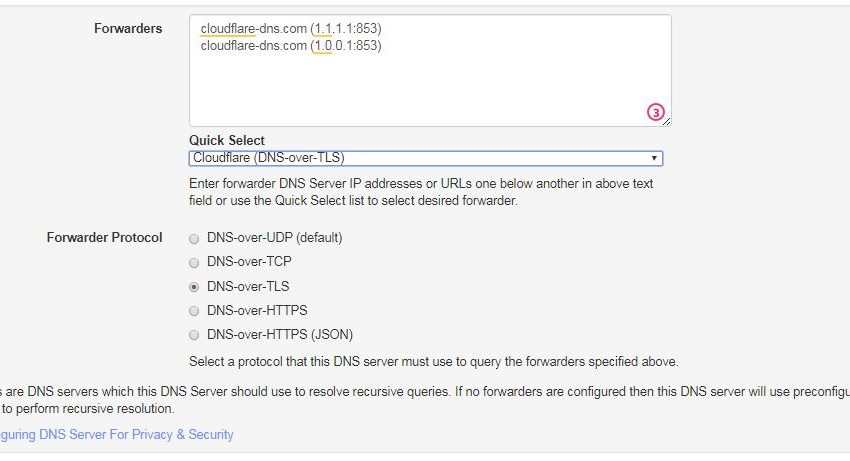 Forwarders
cloudflare-dns.com (1.1.1.1:853)
cloudflare-dns.com (1.0.0.1:853)
3
Quick Select
Cloudflare (DNS-over-TLS)
Enter forwarder DNS Server IP addresses or URLs one below another in above text
field or use the Quick Select list to select desired forwarder.
Forwarder Protocol
DNS-over-UDP (default)
DNS-over-TCP
DNS-over-TLS
DNS-over-HTTPS
DNS-over-HTTPS (JSON)
Select a protocol that this DNS server must use to query the forwarders specified above.
s are DNS servers which this DNS Server should use to resolve recursive queries. If no forwarders are configured then this DNS server will use preconfigu
to perform recursive resolution.
guring DNS Server For Privacy & Security